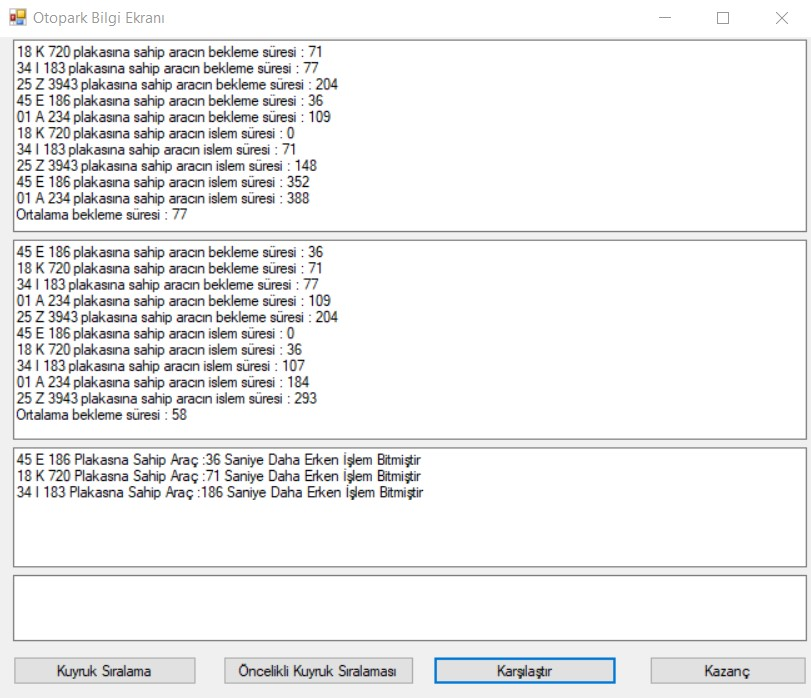 Otopark Bilgi Ekranı
18 K 720 plakasına sahip aracın bekleme süresi : 71
34 I 183 plakasına sahip aracın bekleme süresi : 77
25 Z 3943 plakasına sahip aracın bekleme süresi : 204
45 E 186 plakasına sahip aracın bekleme süresi : 36
01 A 234 plakasına sahip aracın bekleme süresi : 109
18 K 720 plakasına sahip aracın islem süresi : 0
34 I 183 plakasına sahip aracın islem süresi : 71
25 Z 3943 plakasına sahip aracın islem süresi : 148
45 E 186 plakasına sahip aracın islem süresi : 352
01 A 234 plakasına sahip aracın islem süresi : 388
Ortalama bekleme süresi : 77
45 E 186 plakasına sahip aracın bekleme süresi : 36
18 K 720 plakasına sahip aracın bekleme süresi : 71
34 I 183 plakasına sahip aracın bekleme süresi : 77
01 A 234 plakasına sahip aracın bekleme süresi : 109
25 Z 3943 plakasına sahip aracın bekleme süresi : 204
45 E 186 plakasına sahip aracın islem süresi : 0
18 K 720 plakasına sahip aracın islem süresi : 36
34 I 183 plakasına sahip aracın islem süresi : 107
01 A 234 plakasına sahip aracın islem süresi : 184
25 Z 3943 plakasına sahip aracın islem süresi : 293
Ortalama bekleme süresi : 58
45 E 186 Plakasna Sahip Araç :36 Saniye Daha Erken İşlem Bitmiştir
18 K 720 Plakasna Sahip Araç :71 Saniye Daha Erken İşlem Bitmiştir
34 I 183 Plakasna Sahip Araç :186 Saniye Daha Erken İşlem Bitmiştir
Kuyruk Sıralama
Öncelikli Kuyruk Sıralaması
Karşılaştır
Kazanç